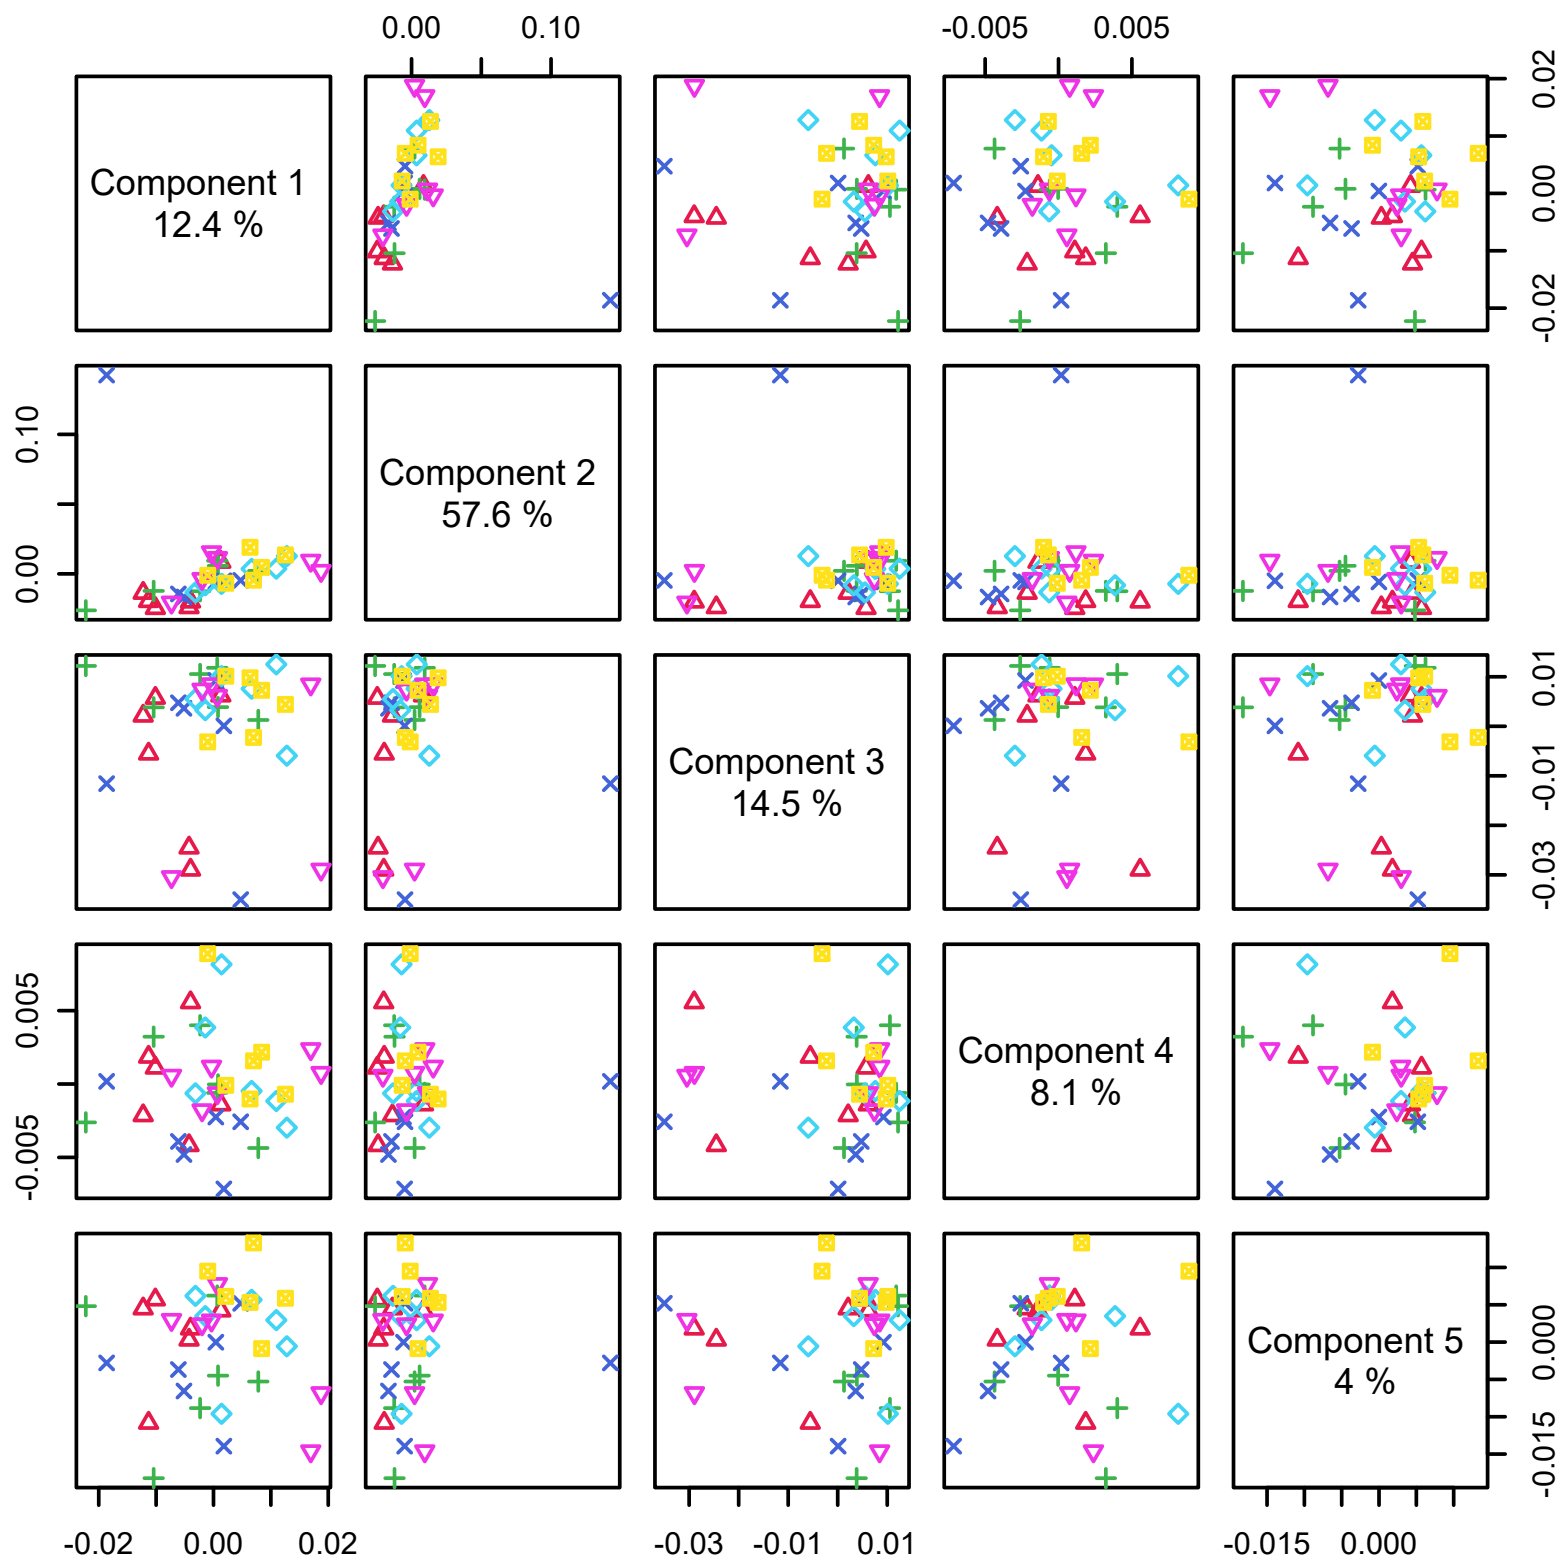 0.00 0.10 -0.005 0.005
Component 1
12.4 %
-0.02 0.00 0.02
0.00 0.10
Component 2
57.6 %
Component 3
14.5 %
-0.03 -0.01 0.01
-0.005 0.005
Component 4
8.1 %
Component 5
4 %
-0.015 0.000
-0.02 0.00 0.02 -0.03 -0.01 0.01 -0.015 0.000